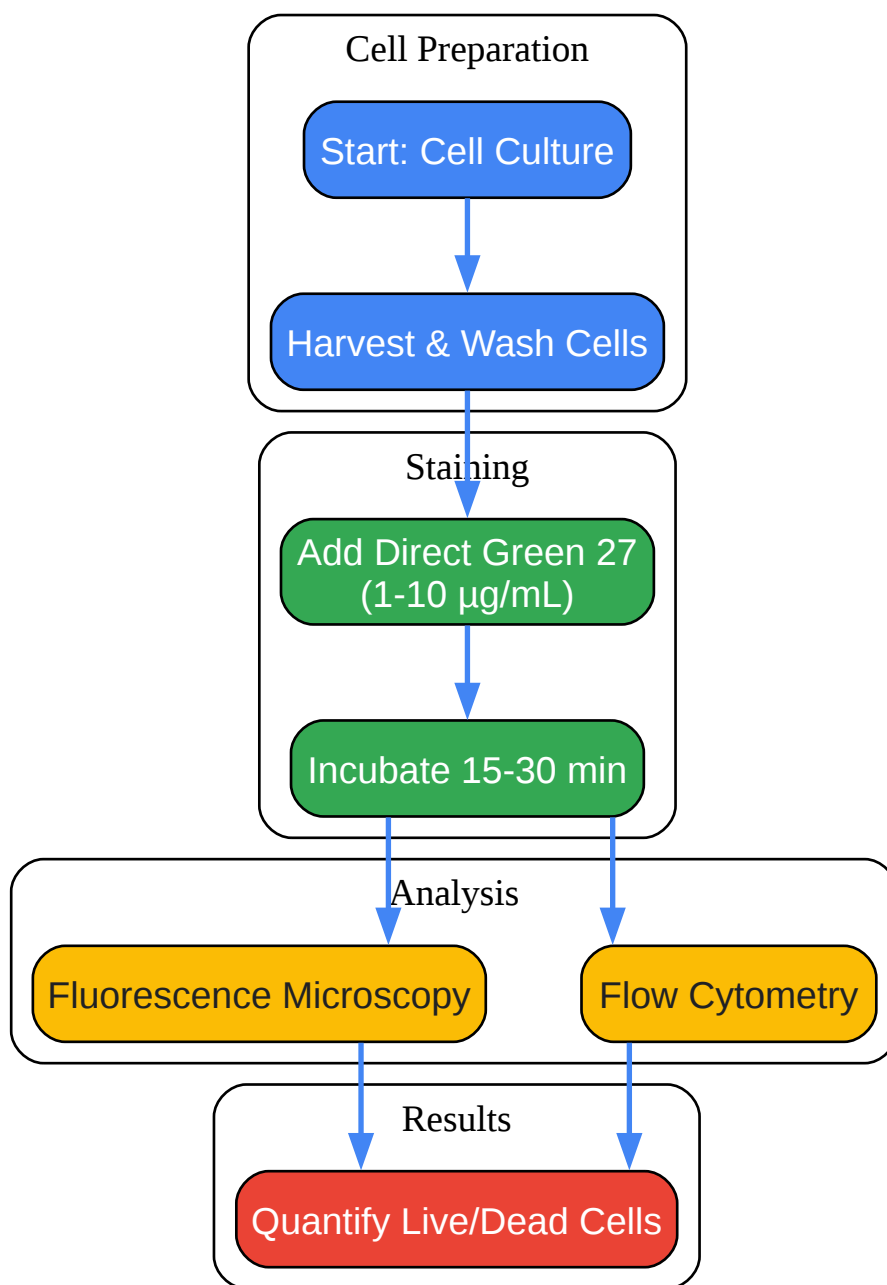 Cell Preparation
Start: Cell Culture
Harvest & Wash Cells
Staining
Add Direct Green 27
(1-10 µg/mL)
Incubate 15-30 min
Analysis
Fluorescence Microscopy
Flow Cytometry
Results
Quantify Live/Dead Cells